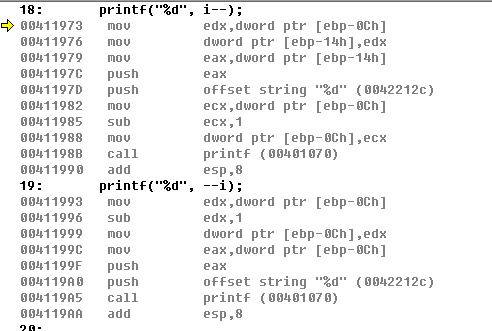 18: printf("%d", i--);
00411973 mov edx,dword ptr [ebp-0Ch]
00411976 mov dword ptr [ebp-14h],edx
00411979 mov eax,dword ptr [ebp-14h]
0041197C push eax
0041197D push offset string "%d" (0042212c)
00411982 mov ecx,dword ptr [ebp-0Ch]
00411985 sub ecx,1
00411988 mov dword ptr [ebp-0Ch],ecx
0041198B call printf (00401070)
00411990 add esp,8
19: printf("%d", --i);
00411993 mov edx,dword ptr [ebp-0Ch]
00411996 sub edx,1
00411999 mov dword ptr [ebp-0Ch],edx
0041199C mov eax,dword ptr [ebp-0Ch]
0041199F push eax
004119A0 push offset string "%d" (0042212c)
004119A5 call printf (00401070)
004119AA add esp,8
20: